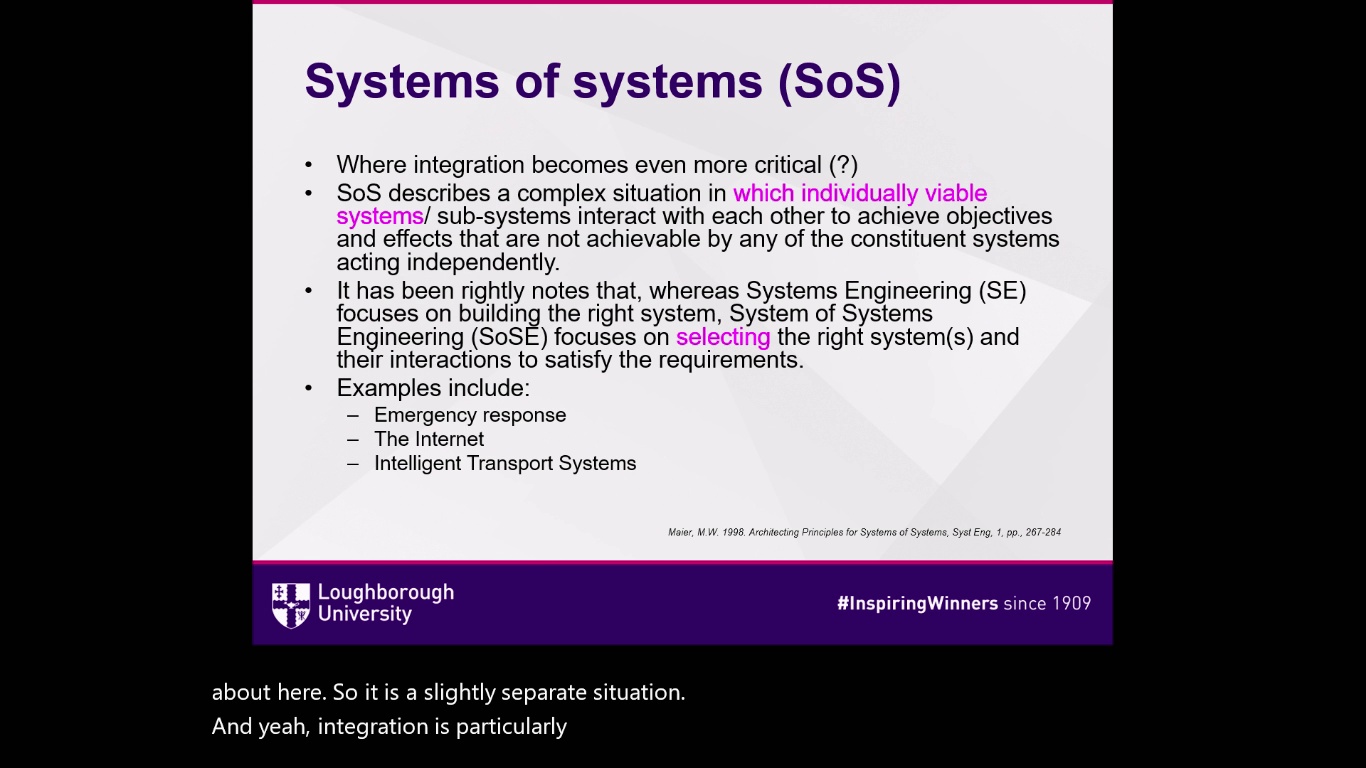 Systems of systems (SoS)
• Where integration becomes even more critical (?)
• SoS describes a complex situation in which individually viable
systems/ sub-systems interact with each other to achieve objectives
and effects that are not achievable by any of the constituent systems
acting independently.
• It has been rightly notes that, whereas Systems Engineering (SE)
focuses on building the right system, System of Systems
Engineering (SoSE) focuses on selecting the right system(s) and
their interactions to satisfy the requirements.
• Examples include:
– Emergency response
– The Internet
– Intelligent Transport Systems
Maier, M.W. 1998. Architecting Principles for Systems of Systems, Syst Eng, 1, pp., 267-284
Loughborough
University
#InspiringWinners since 1909
about here. So it is a slightly separate situation.
And yeah, integration is particularly